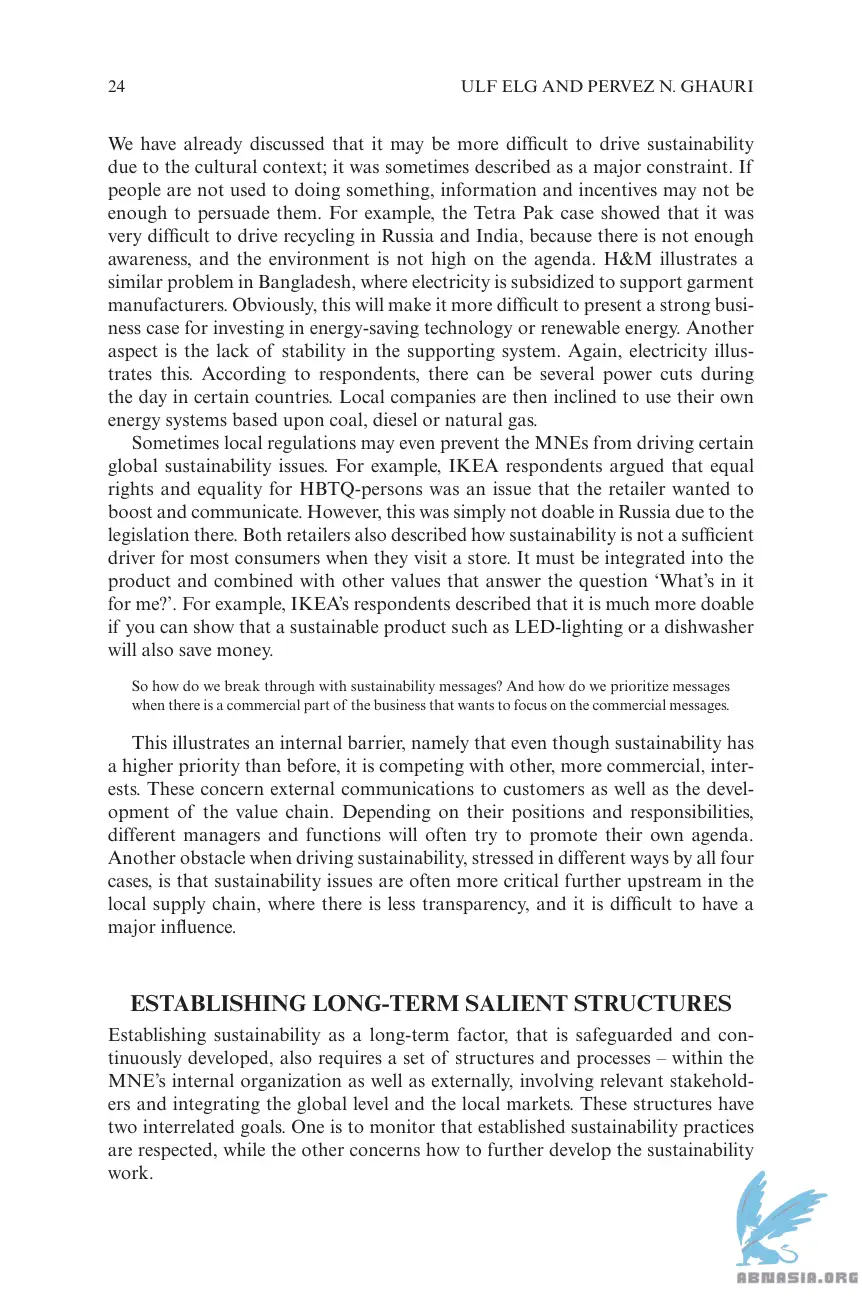 24
ULF ELG AND PERVEZ N. GHAURI
We have already discussed that it may be more difficult to drive sustainability
due to the cultural context; it was sometimes described as a major constraint. If
people are not used to doing something, information and incentives may not be
enough to persuade them. For example, the Tetra Pak case showed that it was
very difficult to drive recycling in Russia and India, because there is not enough
awareness, and the environment is not high on the agenda. H&M illustrates a
similar problem in Bangladesh, where electricity is subsidized to support garment
manufacturers. Obviously, this will make it more difficult to present a strong busi-
ness case for investing in energy-saving technology or renewable energy. Another
aspect is the lack of stability in the supporting system. Again, electricity illus-
trates this. According to respondents, there can be several power cuts during
the day in certain countries. Local companies are then inclined to use their own
energy systems based upon coal, diesel or natural gas.
Sometimes local regulations may even prevent the MNEs from driving certain
global sustainability issues. For example, IKEA respondents argued that equal
rights and equality for HBTQ-persons was an issue that the retailer wanted to
boost and communicate. However, this was simply not doable in Russia due to the
legislation there. Both retailers also described how sustainability is not a sufficient
driver for most consumers when they visit a store. It must be integrated into the
product and combined with other values that answer the question ‘What’s in it
for me?’. For example, IKEA’s respondents described that it is much more doable
if you can show that a sustainable product such as LED-lighting or a dishwasher
will also save money.
So how do we break through with sustainability messages? And how do we prioritize messages
when there is a commercial part of the business that wants to focus on the commercial messages.
This illustrates an internal barrier, namely that even though sustainability has
a higher priority than before, it is competing with other, more commercial, inter-
ests. These concern external communications to customers as well as the devel-
opment of the value chain. Depending on their positions and responsibilities,
different managers and functions will often try to promote their own agenda.
Another obstacle when driving sustainability, stressed in different ways by all four
cases, is that sustainability issues are often more critical further upstream in the
local supply chain, where there is less transparency, and it is difficult to have a
major influence.
ESTABLISHING LONG-TERM SALIENT STRUCTURES
Establishing sustainability as a long-term factor, that is safeguarded and con-
tinuously developed, also requires a set of structures and processes – within the
MNE’s internal organization as well as externally, involving relevant stakehold-
ers and integrating the global level and the local markets. These structures have
two interrelated goals. One is to monitor that established sustainability practices
are respected, while the other concerns how to further develop the sustainability
work.
ABNASIA.ORG